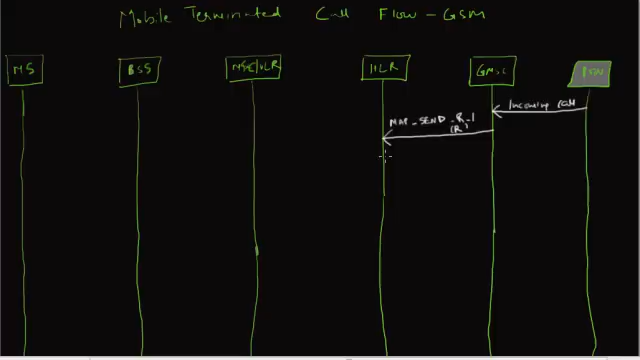 Mobile Terminated Call Flow - GSM
MS
BSS
MSC/VLR
HLR
GMSC
PSTN
Incoming call
MAP_SEND_R_I
(R)